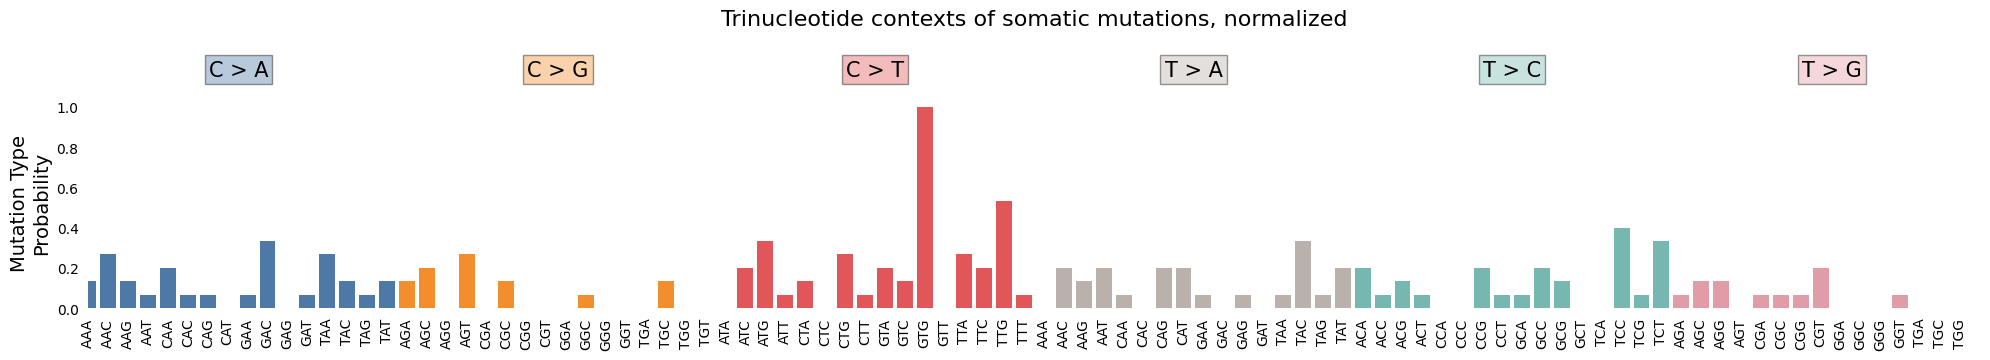 Trinucleotide contexts of somatic mutations, normalized
C > A
C > G
C > T
T > A
T > C
T > G
Mutation Type
Probability
1.0
0.8
0.6
0.4
0.2
0.0
AAA AAC AAG AAT CAA CAC CAG CAT GAA GAC GAG GAT TAA TAC TAG TAT AGA AGC AGG AGT CGA CGC CGG CGT GGA GGC GGG GGT TGA TGC TGG TGT ATA ATC ATG ATT CTA CTC CTG CTT GTA GTC GTG GTT TTA TTC TTG TTT AAA AAC AAG AAT CAA CAC CAG CAT GAA GAC GAG GAT TAA TAC TAG TAT ACA ACC ACG ACT CCA CCC CCG CCT GCA GCC GCG GCT TCA TCC TCG TCT AGA AGC AGG AGT CGA CGC CGG CGT GGA GGC GGG GGT TGA TGC TGG